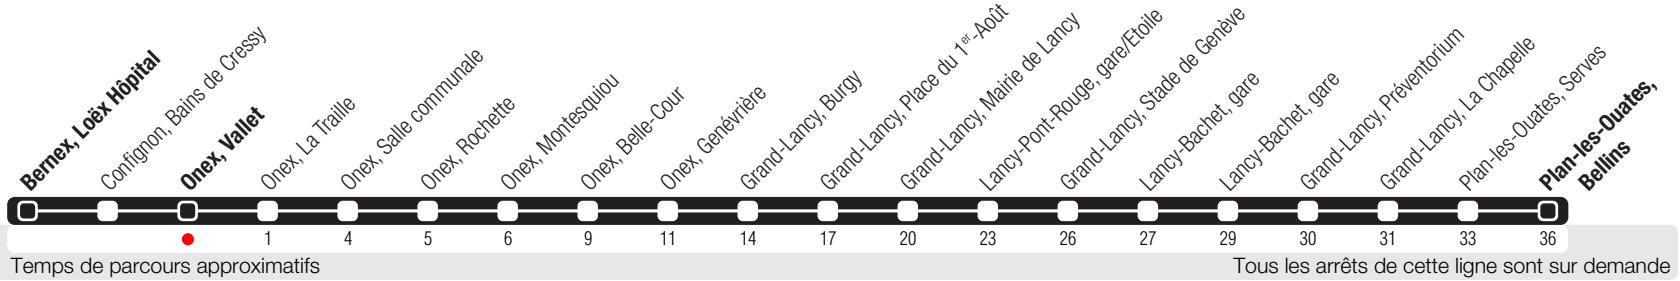 Bernex, Loëx Hôpital
Confignon, Bains de Cressy
Onex, Vallet
Onex, La Traille
Onex, Salle communale
Onex, Rochette
Onex, Montesquiou
Onex, Belle-Cour
Onex, Genévrière
Grand-Lancy, Burgy
Grand-Lancy, Place du 1er-Août
Grand-Lancy, Mairie de Lancy
Lancy-Pont-Rouge, gare/Etoile
Grand-Lancy, Stade de Genève
Lancy-Bachet, gare
Lancy-Bachet, gare
Grand-Lancy, Préventorium
Grand-Lancy, La Chapelle
Plan-les-Ouates, Serves
Plan-les-Ouates,
Bellins
1 4 5 6 9 11 14 17 20 23 26 27 29 30 31 33 36
Temps de parcours approximatifs
Tous les arrêts de cette ligne sont sur demande